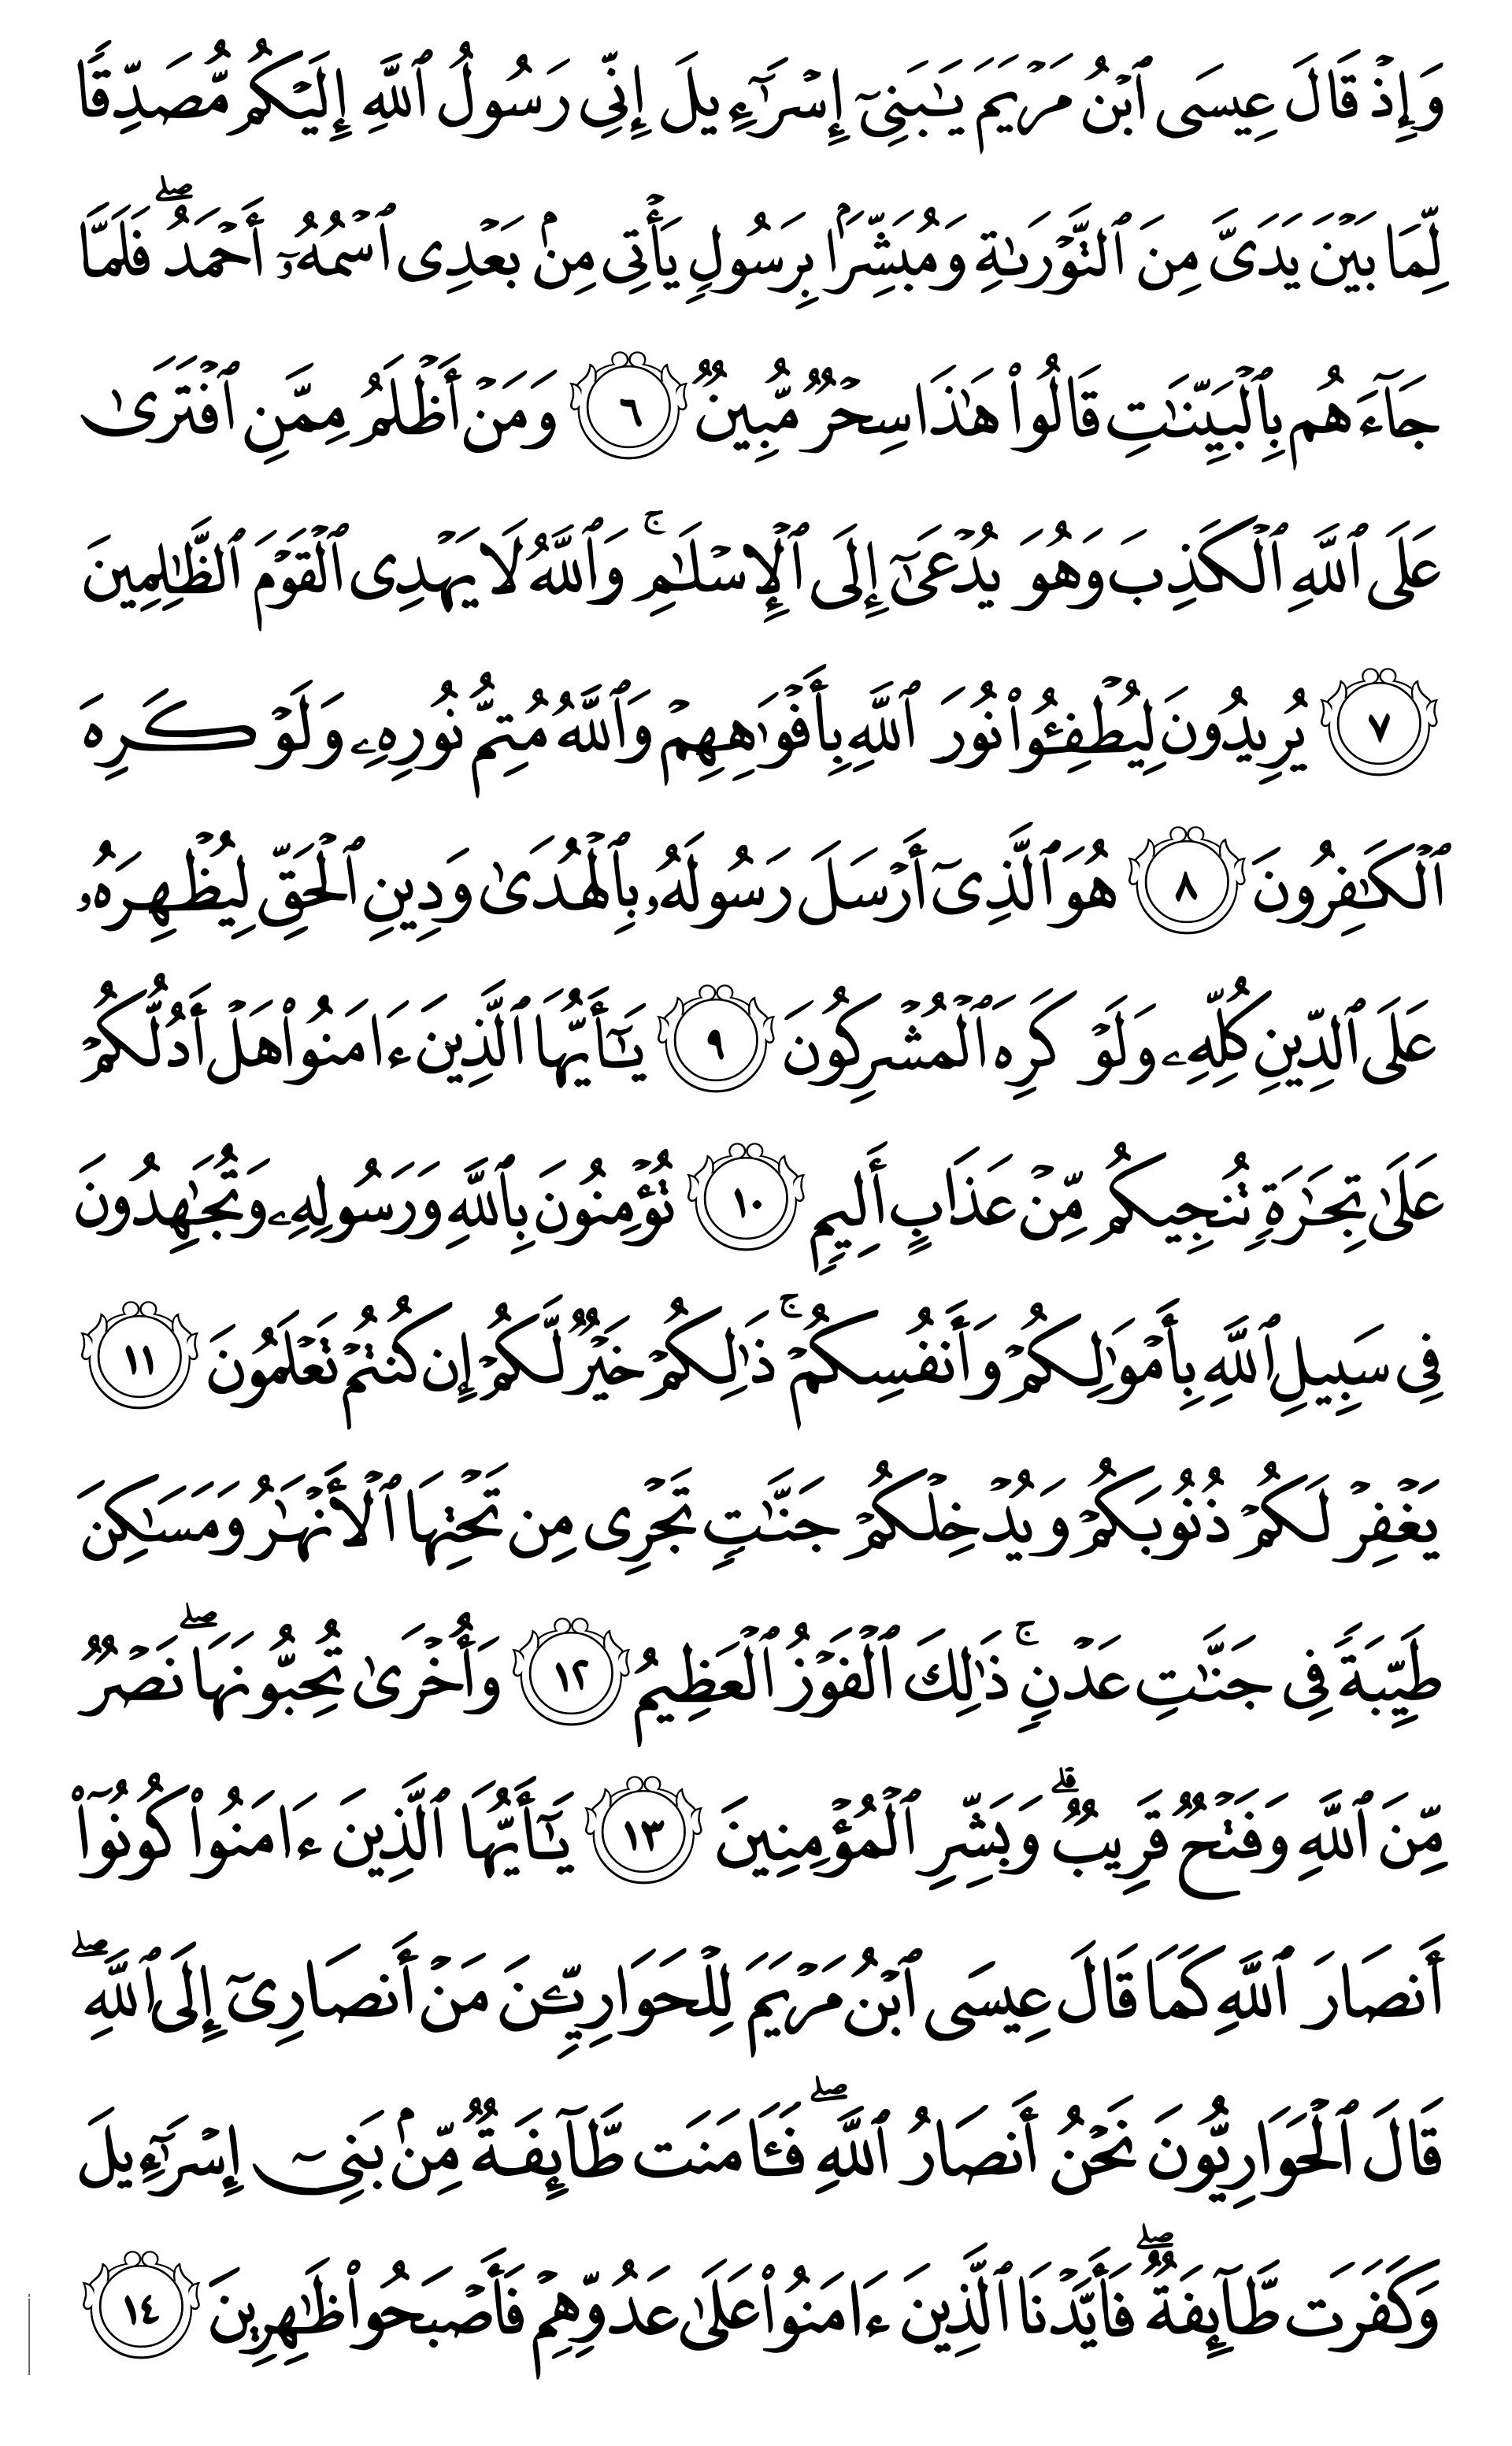 وَإِذْ قَالَ عِيسَى ٱبْنُ مَرْيَمَ يَـٰبَنِىٓ إِسْرَٰٓءِيلَ إِنِّى رَسُولُ ٱللَّهِ إِلَيْكُم مُّصَدِّقًا
لِّمَا بَيْنَ يَدَىَّ مِنَ ٱلتَّوْرَىٰةِ وَمُبَشِّرًۢا بِرَسُولٍ يَأْتِى مِنۢ بَعْدِى ٱسْمُهُۥٓ أَحْمَدُ ۖ فَلَمَّا
جَآءَهُم بِٱلْبَيِّنَـٰتِ قَالُوا۟ هَـٰذَا سِحْرٌ مُّبِينٌ ٦ وَمَنْ أَظْلَمُ مِمَّنِ ٱفْتَرَىٰ
عَلَى ٱللَّهِ ٱلْكَذِبَ وَهُوَ يُدْعَىٰٓ إِلَى ٱلْإِسْلَـٰمِ ۚ وَٱللَّهُ لَا يَهْدِى ٱلْقَوْمَ ٱلظَّـٰلِمِينَ
٧ يُرِيدُونَ لِيُطْفِـُٔوا۟ نُورَ ٱللَّهِ بِأَفْوَٰهِهِمْ وَٱللَّهُ مُتِمُّ نُورِهِۦ وَلَوْ كَرِهَ
ٱلْكَـٰفِرُونَ ٨ هُوَ ٱلَّذِىٓ أَرْسَلَ رَسُولَهُۥ بِٱلْهُدَىٰ وَدِينِ ٱلْحَقِّ لِيُظْهِرَهُۥ
عَلَى ٱلدِّينِ كُلِّهِۦ وَلَوْ كَرِهَ ٱلْمُشْرِكُونَ ٩ يَـٰٓأَيُّهَا ٱلَّذِينَ ءَامَنُوا۟ هَلْ أَدُلُّكُمْ
عَلَىٰ تِجَـٰرَةٍ تُنجِيكُم مِّنْ عَذَابٍ أَلِيمٍ ١٠ تُؤْمِنُونَ بِٱللَّهِ وَرَسُولِهِۦ وَتُجَـٰهِدُونَ
فِى سَبِيلِ ٱللَّهِ بِأَمْوَٰلِكُمْ وَأَنفُسِكُمْ ۚ ذَٰلِكُمْ خَيْرٌ لَّكُمْ إِن كُنتُمْ تَعْلَمُونَ ١١
يَغْفِرْ لَكُمْ ذُنُوبَكُمْ وَيُدْخِلْكُمْ جَنَّـٰتٍ تَجْرِى مِن تَحْتِهَا ٱلْأَنْهَـٰرُ وَمَسَـٰكِنَ
طَيِّبَةً فِى جَنَّـٰتِ عَدْنٍ ۚ ذَٰلِكَ ٱلْفَوْزُ ٱلْعَظِيمُ ١٢ وَأُخْرَىٰ تُحِبُّونَهَا ۖ نَصْرٌ
مِّنَ ٱللَّهِ وَفَتْحٌ قَرِيبٌ ۗ وَبَشِّرِ ٱلْمُؤْمِنِينَ ١٣ يَـٰٓأَيُّهَا ٱلَّذِينَ ءَامَنُوا۟ كُونُوٓا۟
أَنصَارَ ٱللَّهِ كَمَا قَالَ عِيسَى ٱبْنُ مَرْيَمَ لِلْحَوَارِيِّـۧنَ مَنْ أَنصَارِىٓ إِلَى ٱللَّهِ ۖ
قَالَ ٱلْحَوَارِيُّونَ نَحْنُ أَنصَارُ ٱللَّهِ ۖ فَـَٔامَنَت طَّآئِفَةٌ مِّنۢ بَنِىٓ إِسْرَٰٓءِيلَ
وَكَفَرَت طَّآئِفَةٌ ۖ فَأَيَّدْنَا ٱلَّذِينَ ءَامَنُوا۟ عَلَىٰ عَدُوِّهِمْ فَأَصْبَحُوا۟ ظَـٰهِرِينَ ١٤